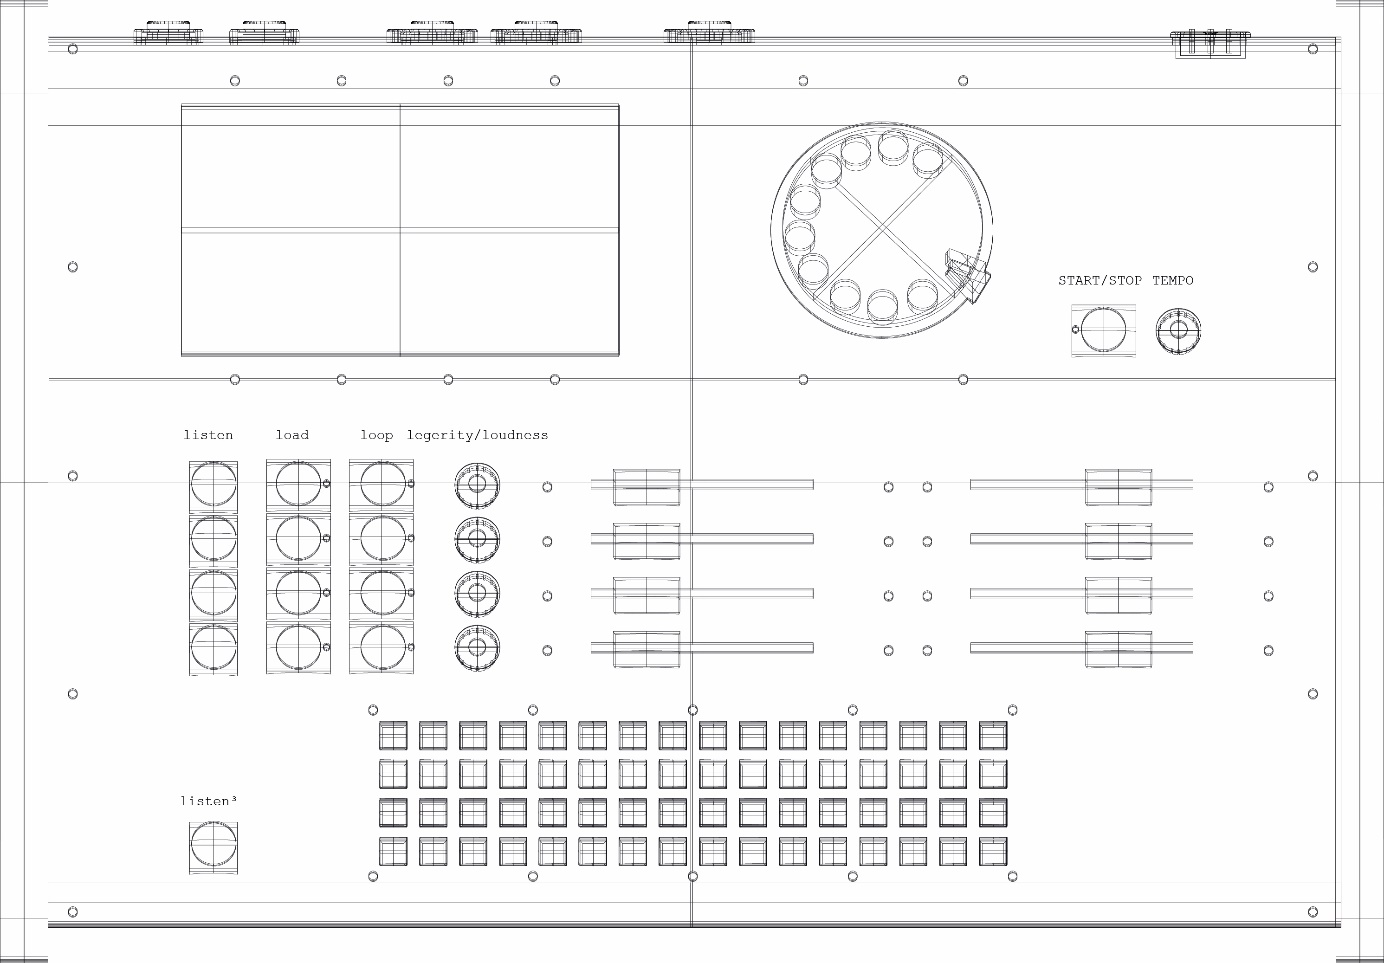 START/STOP TEMPO
listen load loop legerity/loudness
listen³